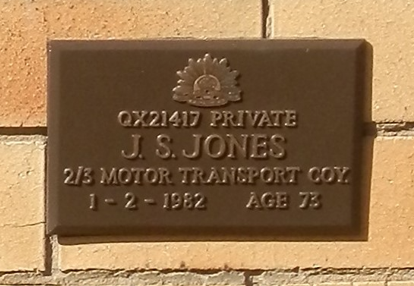 QX21417 PRIVATE
J. S. JONES
2/3 MOTOR TRANSPORT COY.
1 - 2 - 1982 AGE 73